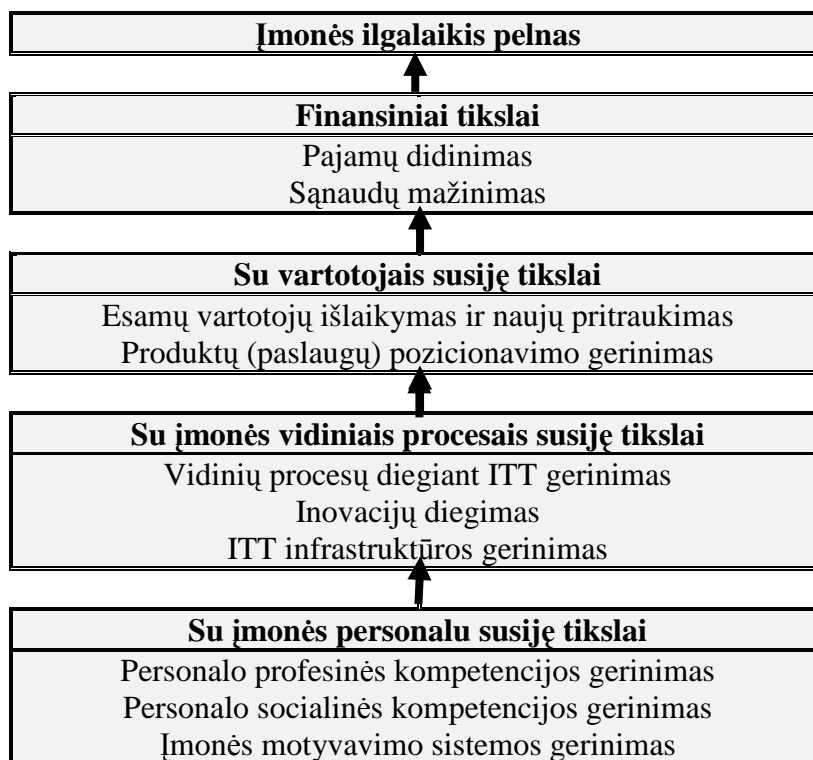 Įmonės ilgalaikis pelnas
Finansiniai tikslai
Pajamų didinimas
Sąnaudų mažinimas
Su vartotojais susiję tikslai
Esamų vartotojų išlaikymas ir naujų pritraukimas
Produktų (paslaugų) pozicionavimo gerinimas
Su įmonės vidiniais procesais susiję tikslai
Vidinių procesų diegiant ITT gerinimas
Inovacijų diegimas
ITT infrastruktūros gerinimas
Su įmonės personalu susiję tikslai
Personalo profesinės kompetencijos gerinimas
Personalo socialinės kompetencijos gerinimas
Įmonės motyvavimo sistemos gerinimas